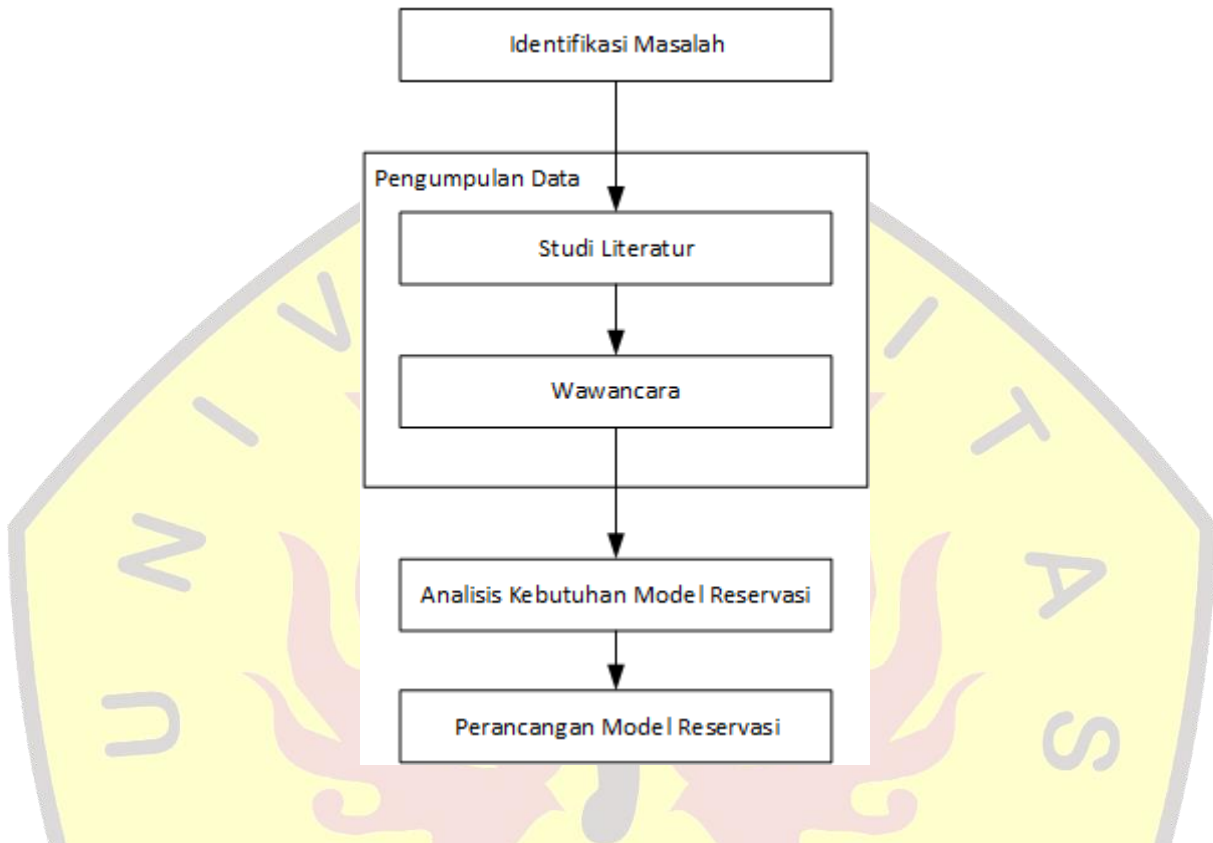 Identifikasi Masalah
Pengumpulan Data
Studi Literatur
Wawancara
Analisis Kebutuhan Model Reservasi
Perancangan Model Reservasi
U N I V I T A S